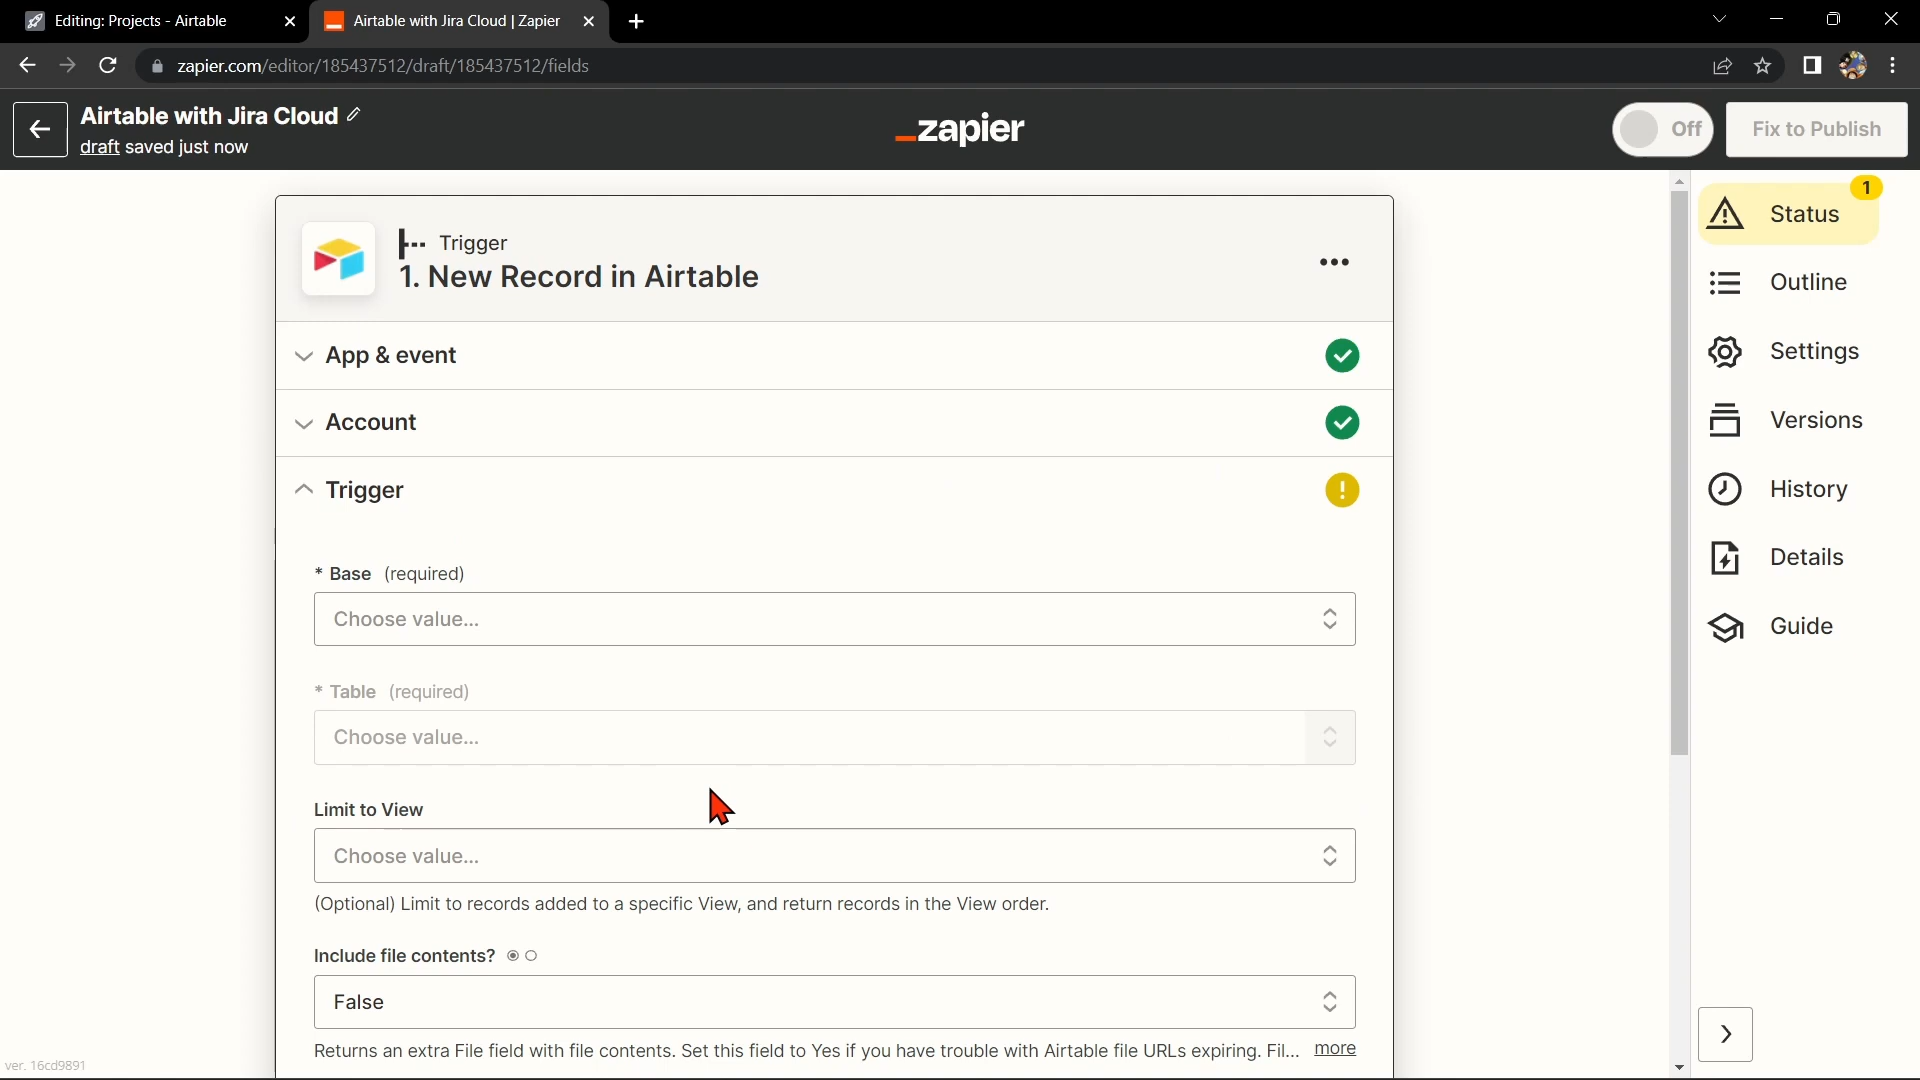 Editing: Projects - Airtable
Airtable with Jira Cloud | Zapier
zapier.com/editor/185437512/draft/185437512/fields
Airtable with Jira Cloud
draft saved just now
zapier
Off
Fix to Publish
Trigger
1. New Record in Airtable
App & event
Account
Trigger
* Base (required)
Choose value...
* Table (required)
Choose value...
Limit to View
Choose value...
(Optional) Limit to records added to a specific View, and return records in the View order.
Include file contents?
False
Returns an extra File field with file contents. Set this field to Yes if you have trouble with Airtable file URLs expiring. Fil... more
1
Status
Outline
Settings
Versions
History
Details
Guide
ver. 16cd9891